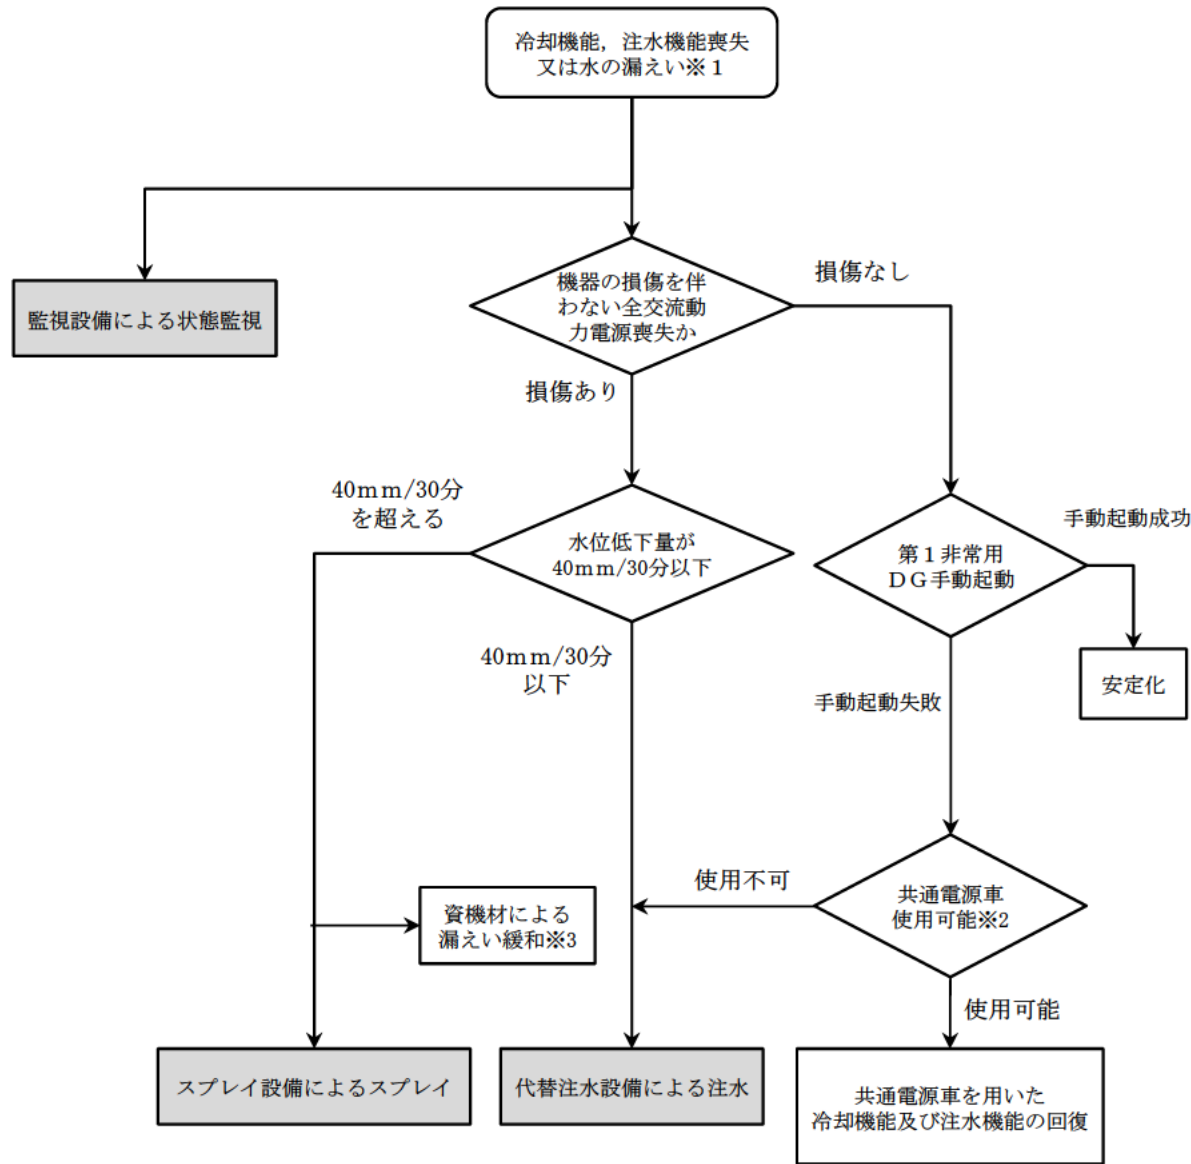 冷却機能，注水機能喪失
又は水の漏えい※１
監視設備による状態監視
機器の損傷を伴
わない全交流動
力電源喪失か
損傷なし
損傷あり
40ｍｍ/30分
を超える
水位低下量が
40mm/30分以下
第１非常用
ＤＧ手動起動
手動起動成功
40ｍｍ/30分
以下
手動起動失敗
安定化
使用不可
共通電源車
使用可能※2
資機材による
漏えい緩和※3
使用可能
スプレイ設備によるスプレイ
代替注水設備による注水
共通電源車を用いた
冷却機能及び注水機能の回復